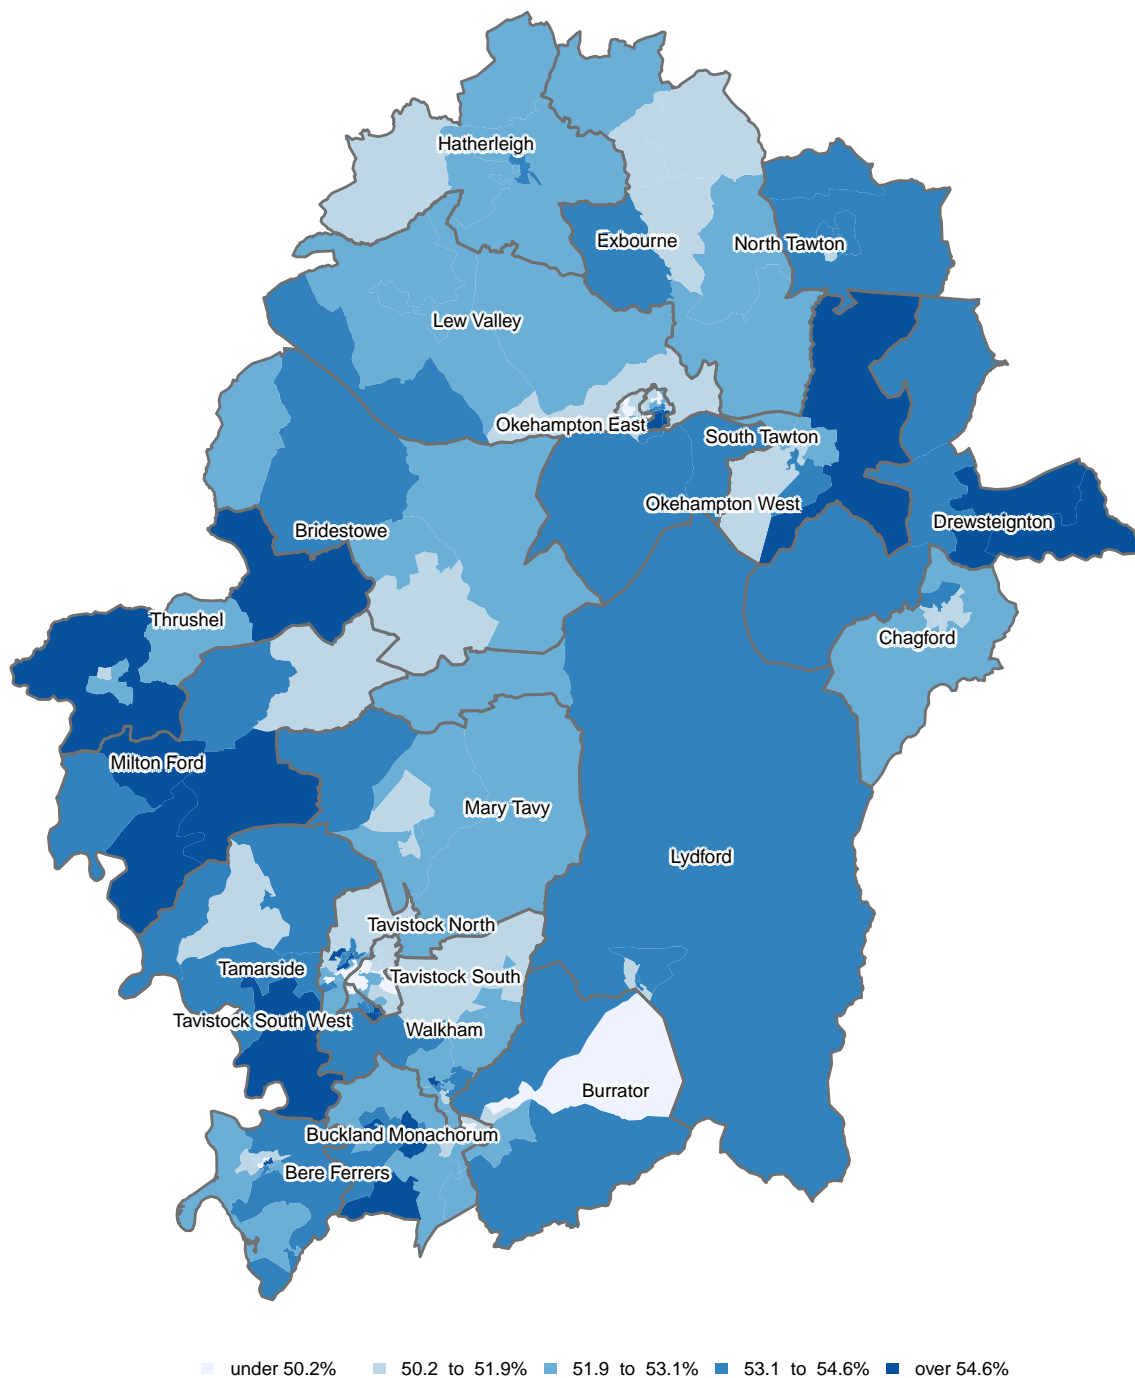 Hatherleigh
Exbourne
North Tawton
Lew Valley
Okehampton East
South Tawton
Okehampton West
Drewsteignton
Bridestowe
Thrushel
Chagford
Milton Ford
Mary Tavy
Lydford
Tavistock North
Tamarside
Tavistock South
Tavistock South West
Walkham
Burrator
Buckland Monachorum
Bere Ferrers
under 50.2% 50.2 to 51.9% 51.9 to 53.1% 53.1 to 54.6% over 54.6%